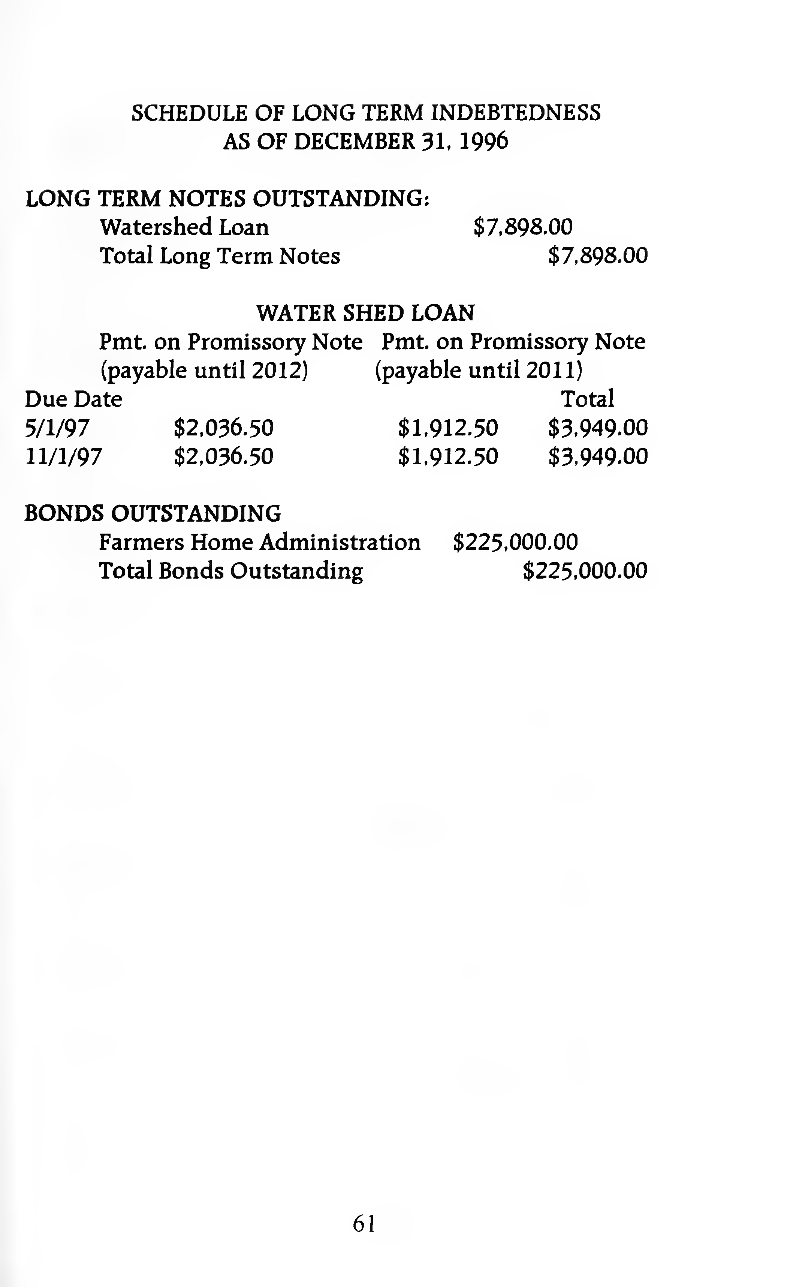 SCHEDULE OF LONG TERM INDEBTEDNESS
AS OF DECEMBER 31, 1996
LONG TERM NOTES OUTSTANDING:
Watershed Loan $7,898.00
Total Long Term Notes $7,898.00
WATER SHED LOAN
Pmt. on Promissory Note Pmt. on Promissory Note
(payable until 2012) (payable until 2011)
Due Date Total
5/1/97 $2,036.50 $1,912.50 $3,949.00
11/1/97 $2,036.50 $1,912.50 $3,949.00
BONDS OUTSTANDING
Farmers Home Administration $225,000.00
Total Bonds Outstanding $225,000.00
61